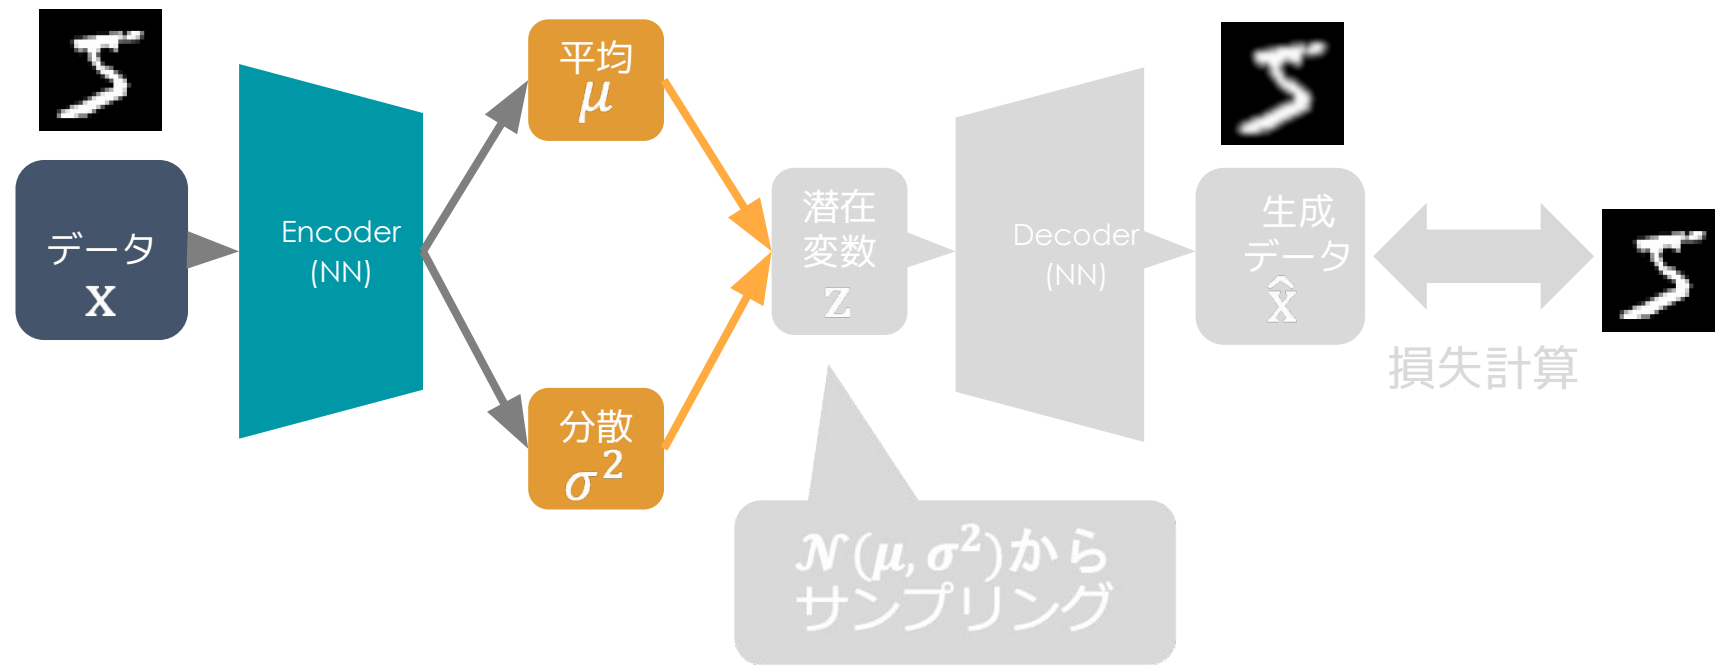 データ
x
Encoder
(NN)
平均
μ
分散
σ²
潜在
変数
z
𝒩(μ, σ²)から
サンプリング
Decoder
(NN)
生成
データ
x̂
損失計算